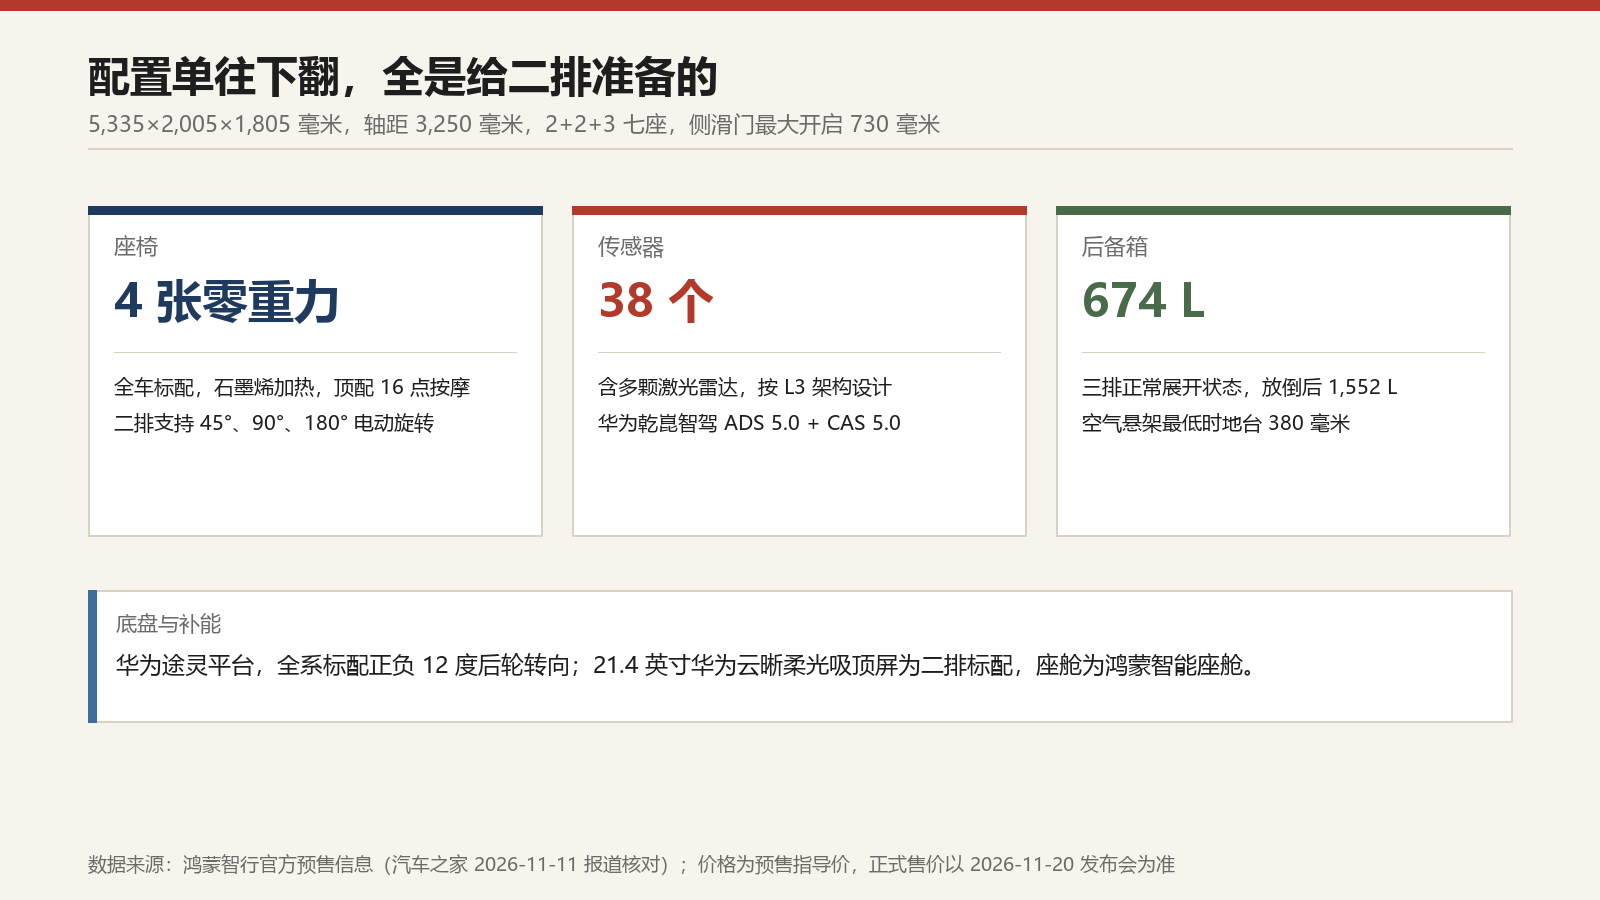 配置单往下翻，全是给二排准备的
5,335×2,005×1,805 毫米，轴距 3,250 毫米，2+2+3 七座，侧滑门最大开启 730 毫米
座椅
4 张零重力
全车标配，石墨烯加热，顶配 16 点按摩
二排支持 45°、90°、180° 电动旋转
传感器
38 个
含多颗激光雷达，按 L3 架构设计
华为乾崑智驾 ADS 5.0 + CAS 5.0
后备箱
674 L
三排正常展开状态，放倒后 1,552 L
空气悬架最低时地台 380 毫米
底盘与补能
华为途灵平台，全系标配正负 12 度后轮转向；21.4 英寸华为云晰柔光吸顶屏为二排标配，座舱为鸿蒙智能座舱。
数据来源：鸿蒙智行官方预售信息（汽车之家 2026-11-11 报道核对）；价格为预售指导价，正式售价以 2026-11-20 发布会为准